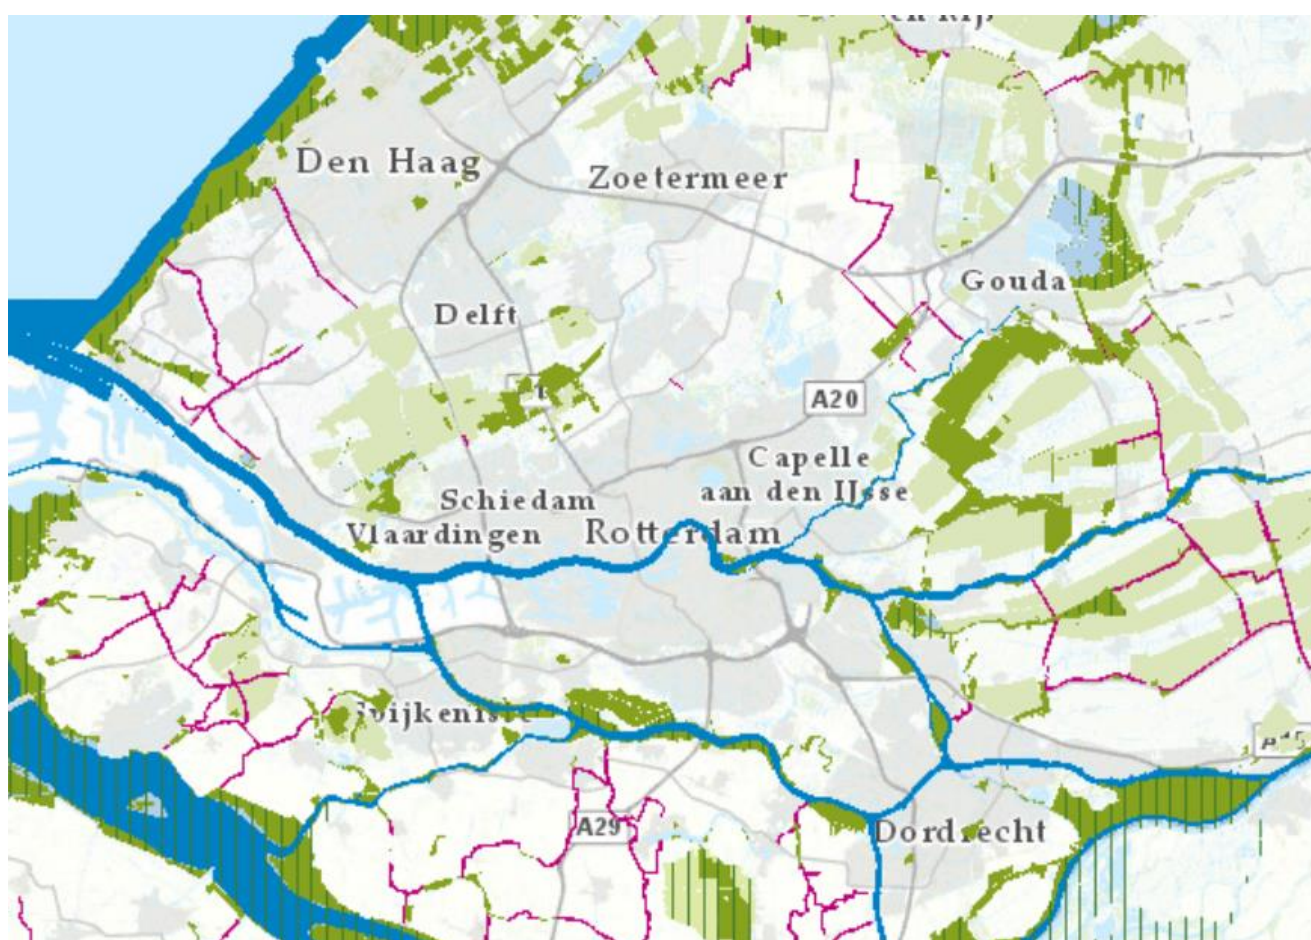 Den Haag
Zoetermeer
Gouda
Delft
A20
Capelle
aan den IJsse
Schiedam
Vlaardingen
Rotterdam
A29
Dordrecht